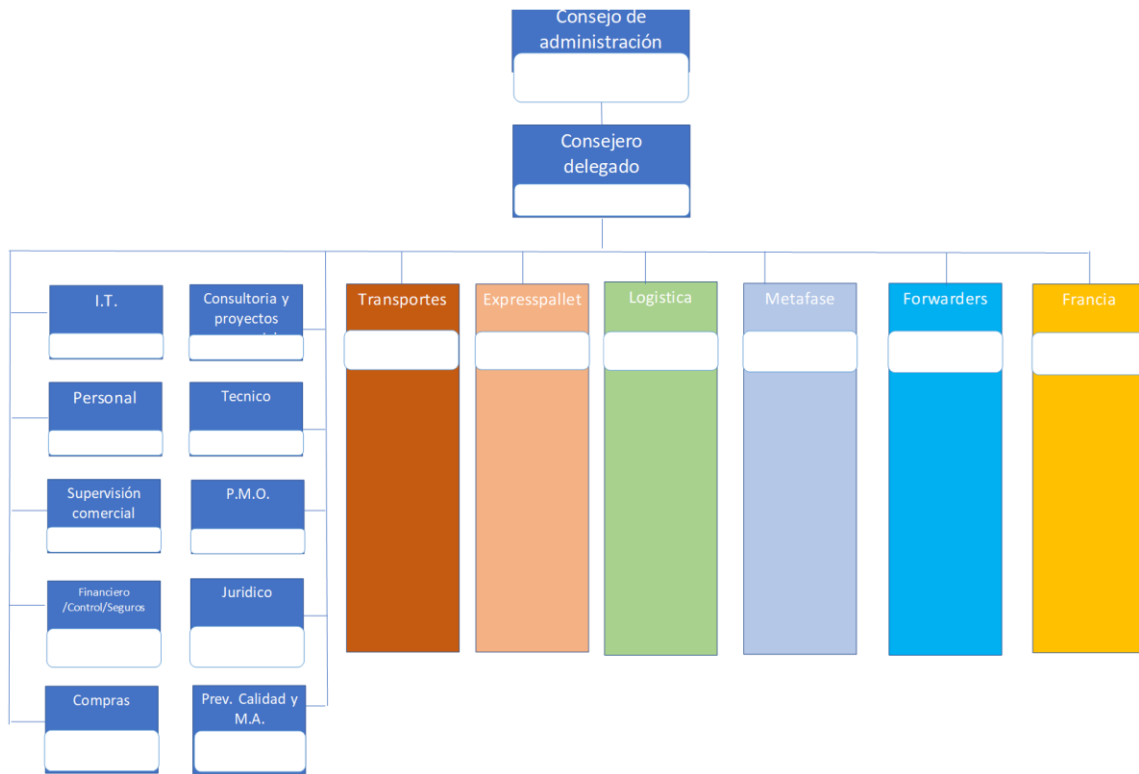 Consejo de
administración
Consejero
delegado
I.T.
Consultoria y
proyectos
Transportes
Expresspallet
Logistica
Metafase
Forwarders
Francia
Personal
Tecnico
Supervisión
comercial
P.M.O.
Financiero
/Control/Seguros
Juridico
Compras
Prev. Calidad y
M.A.